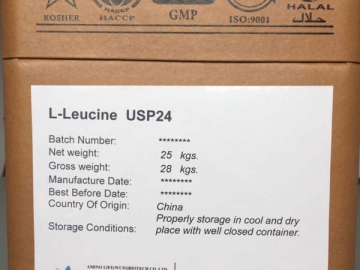 KOSHER
HACCP
HACCP
GMP
ISO:9001
HALAL
حلال
L-Leucine USP24
Batch Number: ********
Net weight: 25 kgs.
Gross weight: 28 kgs.
Manufacture Date: ********
Best Before Date: ********
Country Of Origin: China
Storage Conditions: Properly storage in cool and dry
place with well closed container.